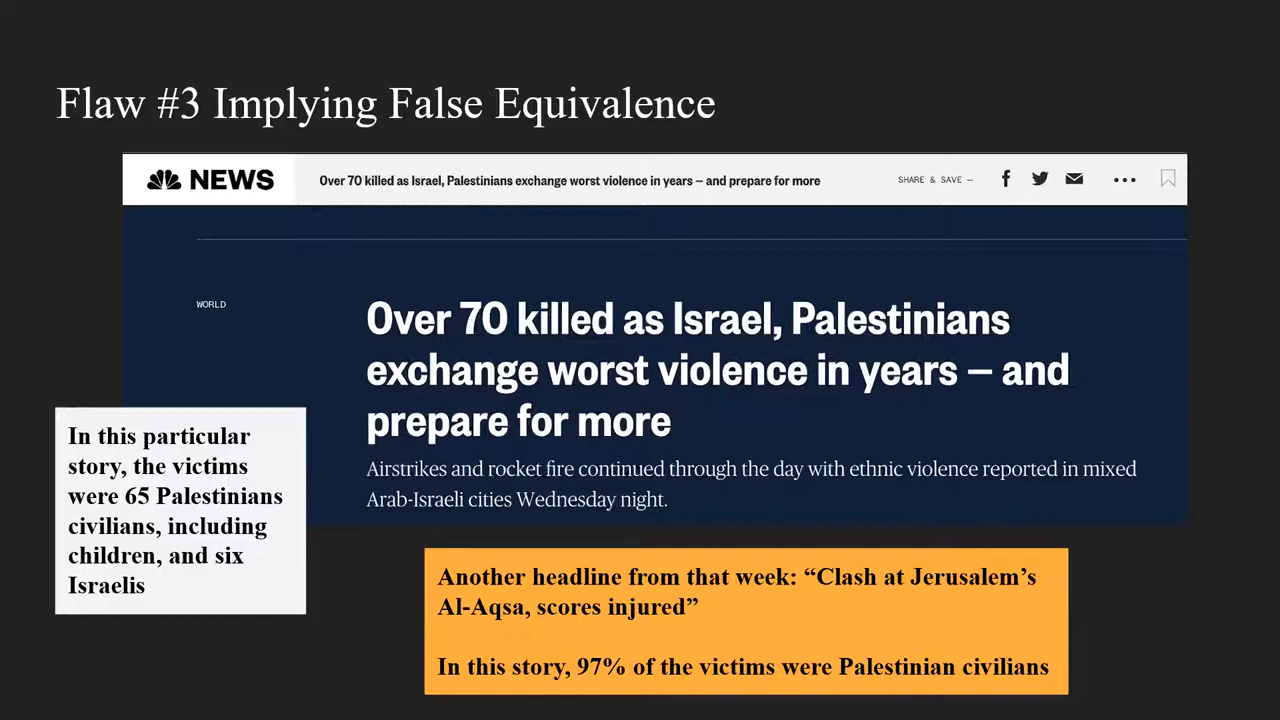 Flaw #3 Implying False Equivalence
NEWS
Over 70 killed as Israel, Palestinians exchange worst violence in years – and prepare for more
SHARE & SAVE —
WORLD
Over 70 killed as Israel, Palestinians
exchange worst violence in years – and
prepare for more
Airstrikes and rocket fire continued through the day with ethnic violence reported in mixed
Arab-Israeli cities Wednesday night.
In this particular
story, the victims
were 65 Palestinians
civilians, including
children, and six
Israelis
Another headline from that week: “Clash at Jerusalem’s
Al-Aqsa, scores injured”
In this story, 97% of the victims were Palestinian civilians